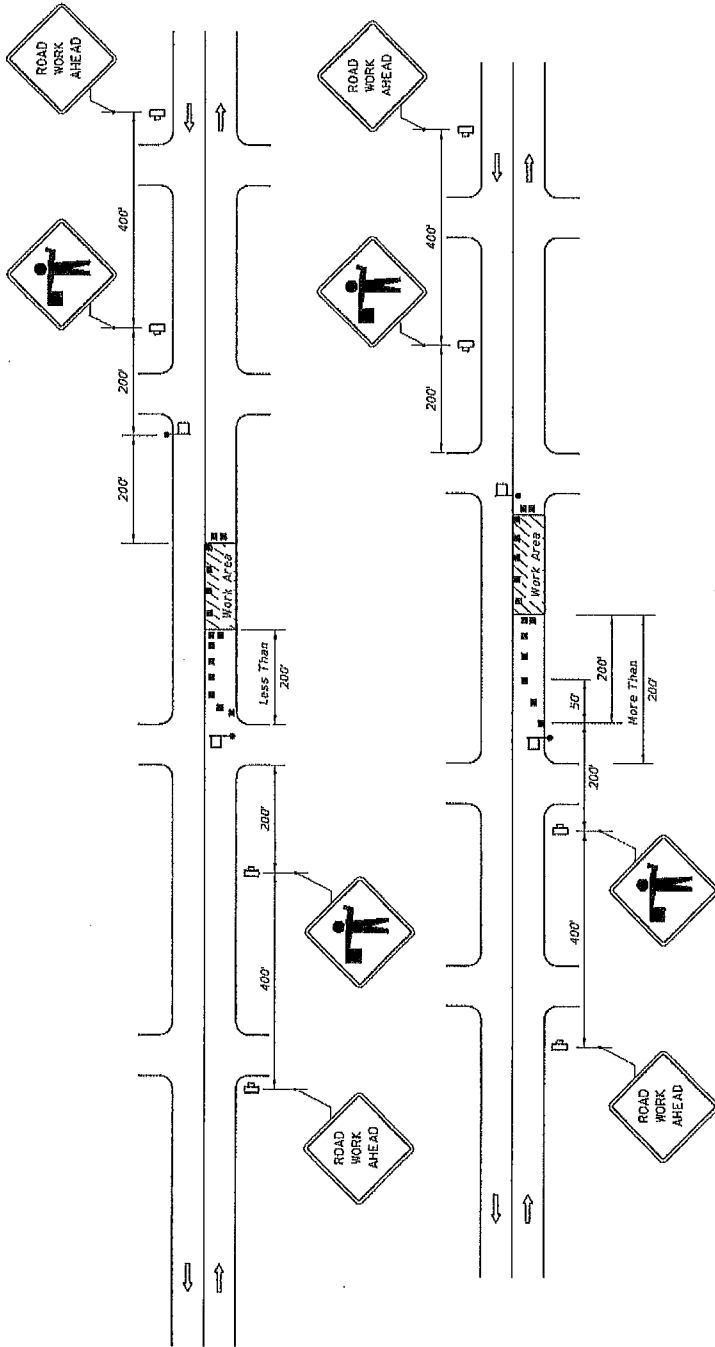 ROAD
WORK
AHEAD
400'
200'
200'
Work Area
Less Than
200'
200'
400'
ROAD
WORK
AHEAD
ROAD
WORK
AHEAD
400'
200'
Work Area
200'
More Than
200'
50'
200'
400'
ROAD
WORK
AHEAD